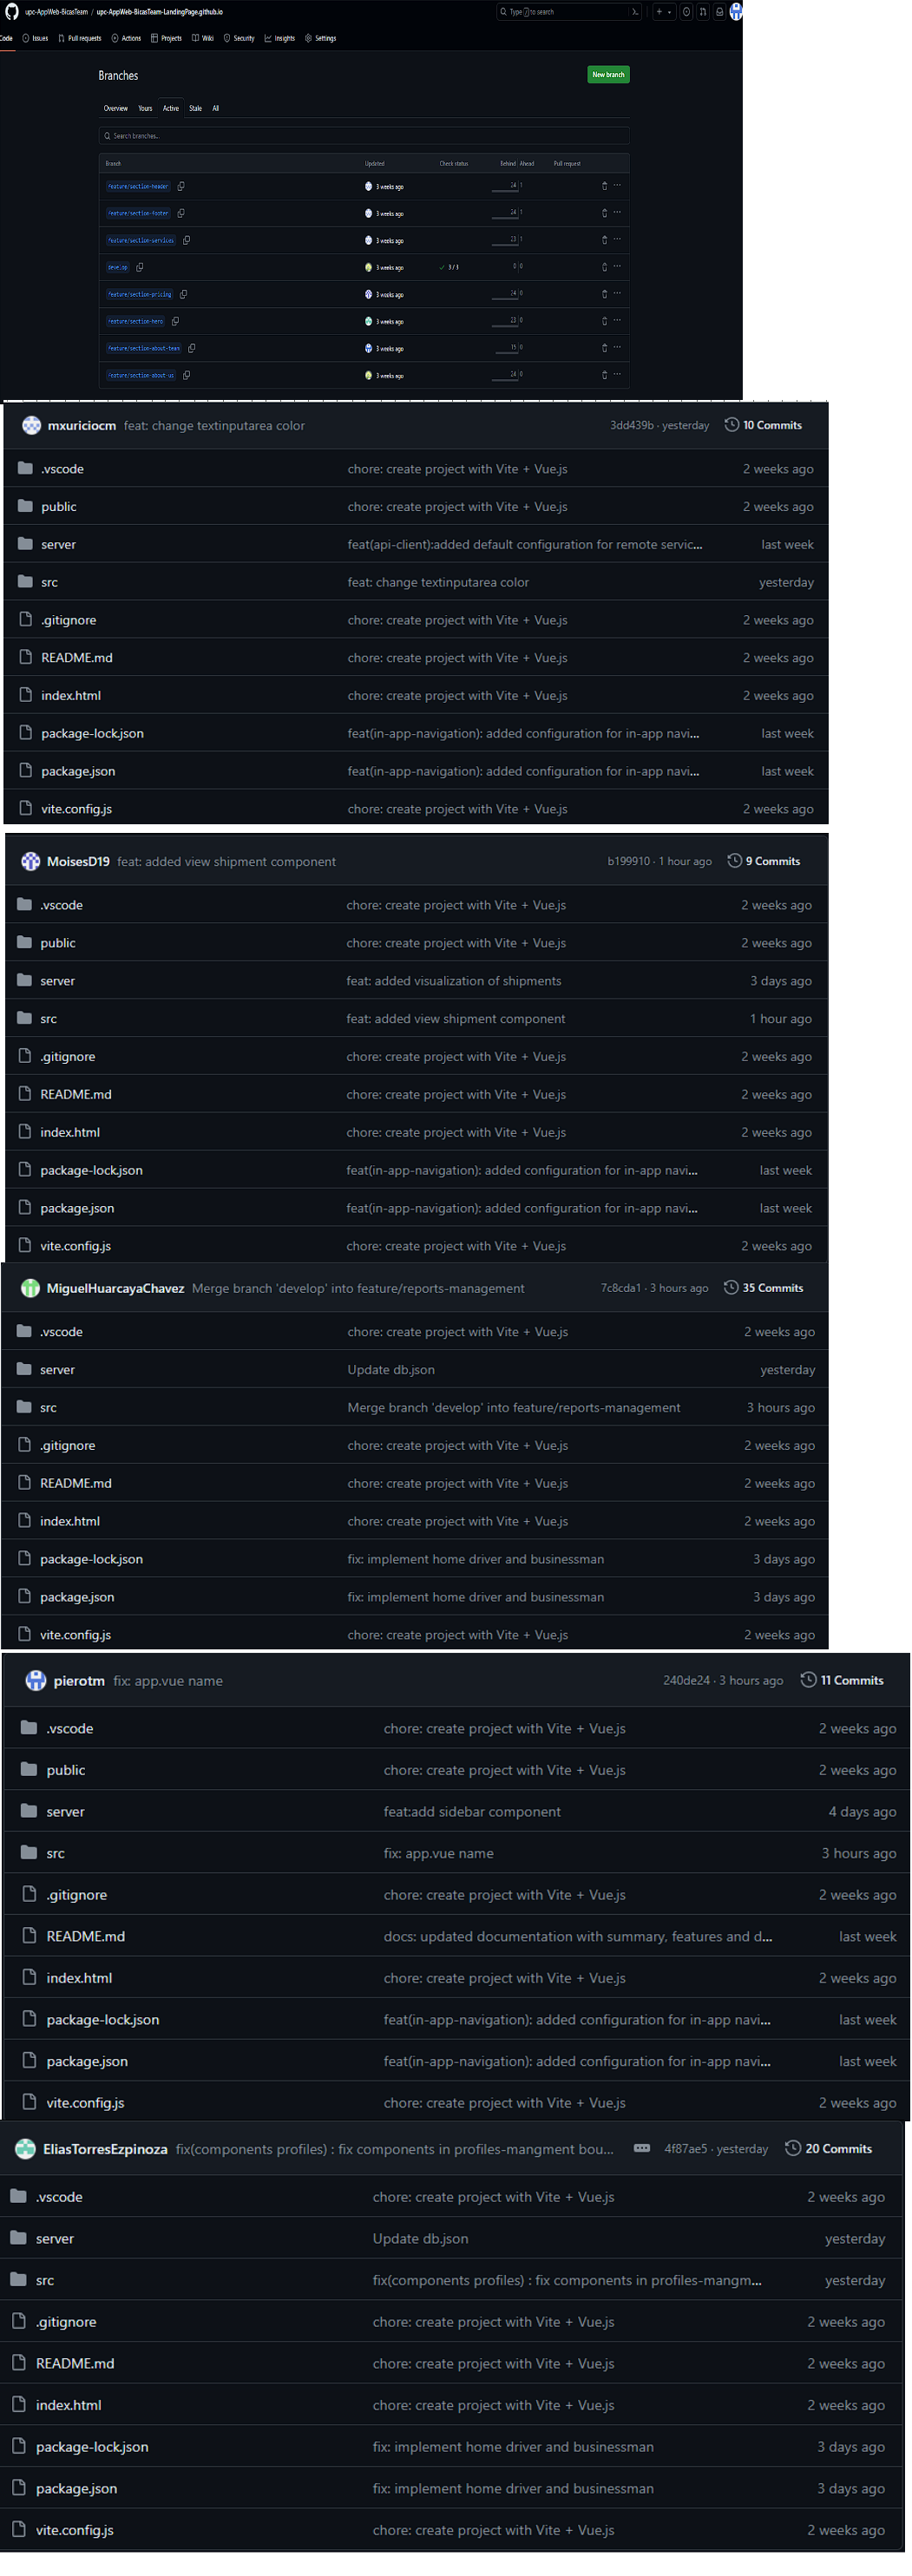 upc-AppWeb-BicasTeam / upc-AppWeb-BicasTeam-LandingPage.github.io Type / to search
Code Issues Pull requests Actions Projects Wiki Security Insights Settings
Branches New branch
Overview Yours Active Stale All
Search branches...
Branch Updated Check status Behind Ahead Pull request
feature/section-header 3 weeks ago 24 1
feature/section-footer 3 weeks ago 24 1
feature/section-services 3 weeks ago 23 1
develop 3 weeks ago 3 / 3 0 0
feature/section-pricing 3 weeks ago 24 0
feature/section-hero 3 weeks ago 23 0
feature/section-about-team 3 weeks ago 15 0
feature/section-about-us 3 weeks ago 24 0
mxuriciocm feat: change textinputarea color 3dd439b · yesterday 10 Commits
.vscode chore: create project with Vite + Vue.js 2 weeks ago
public chore: create project with Vite + Vue.js 2 weeks ago
server feat(api-client):added default configuration for remote servic... last week
src feat: change textinputarea color yesterday
.gitignore chore: create project with Vite + Vue.js 2 weeks ago
README.md chore: create project with Vite + Vue.js 2 weeks ago
index.html chore: create project with Vite + Vue.js 2 weeks ago
package-lock.json feat(in-app-navigation): added configuration for in-app navi... last week
package.json feat(in-app-navigation): added configuration for in-app navi... last week
vite.config.js chore: create project with Vite + Vue.js 2 weeks ago
MoisesD19 feat: added view shipment component b199910 · 1 hour ago 9 Commits
.vscode chore: create project with Vite + Vue.js 2 weeks ago
public chore: create project with Vite + Vue.js 2 weeks ago
server feat: added visualization of shipments 3 days ago
src feat: added view shipment component 1 hour ago
.gitignore chore: create project with Vite + Vue.js 2 weeks ago
README.md chore: create project with Vite + Vue.js 2 weeks ago
index.html chore: create project with Vite + Vue.js 2 weeks ago
package-lock.json feat(in-app-navigation): added configuration for in-app navi... last week
package.json feat(in-app-navigation): added configuration for in-app navi... last week
vite.config.js chore: create project with Vite + Vue.js 2 weeks ago
MiguelHuarcayaChavez Merge branch 'develop' into feature/reports-management 7c8cda1 · 3 hours ago 35 Commits
.vscode chore: create project with Vite + Vue.js 2 weeks ago
server Update db.json yesterday
src Merge branch 'develop' into feature/reports-management 3 hours ago
.gitignore chore: create project with Vite + Vue.js 2 weeks ago
README.md chore: create project with Vite + Vue.js 2 weeks ago
index.html chore: create project with Vite + Vue.js 2 weeks ago
package-lock.json fix: implement home driver and businessman 3 days ago
package.json fix: implement home driver and businessman 3 days ago
vite.config.js chore: create project with Vite + Vue.js 2 weeks ago
pierotm fix: app.vue name 240de24 · 3 hours ago 11 Commits
.vscode chore: create project with Vite + Vue.js 2 weeks ago
public chore: create project with Vite + Vue.js 2 weeks ago
server feat:add sidebar component 4 days ago
src fix: app.vue name 3 hours ago
.gitignore chore: create project with Vite + Vue.js 2 weeks ago
README.md docs: updated documentation with summary, features and d... last week
index.html chore: create project with Vite + Vue.js 2 weeks ago
package-lock.json feat(in-app-navigation): added configuration for in-app navi... last week
package.json feat(in-app-navigation): added configuration for in-app navi... last week
vite.config.js chore: create project with Vite + Vue.js 2 weeks ago
EliasTorresEzpinoza fix(components profiles) : fix components in profiles-mangment bou... 4f87ae5 · yesterday 20 Commits
.vscode chore: create project with Vite + Vue.js 2 weeks ago
server Update db.json yesterday
src fix(components profiles) : fix components in profiles-mangm... yesterday
.gitignore chore: create project with Vite + Vue.js 2 weeks ago
README.md chore: create project with Vite + Vue.js 2 weeks ago
index.html chore: create project with Vite + Vue.js 2 weeks ago
package-lock.json fix: implement home driver and businessman 3 days ago
package.json fix: implement home driver and businessman 3 days ago
vite.config.js chore: create project with Vite + Vue.js 2 weeks ago